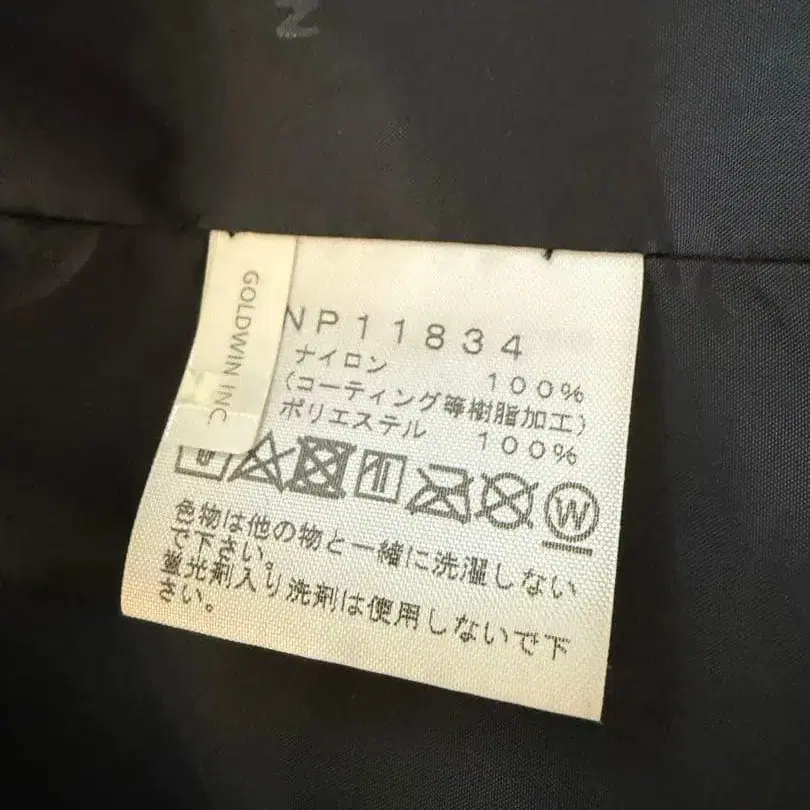 GOLDWIN INC
NP11834
ナイロン 100%
(コーティング等樹脂加工)
ポリエステル 100%
W
色物は他の物と一緒に洗濯しない
で下さい。
蛍光剤入り洗剤は使用しないで下
さい。